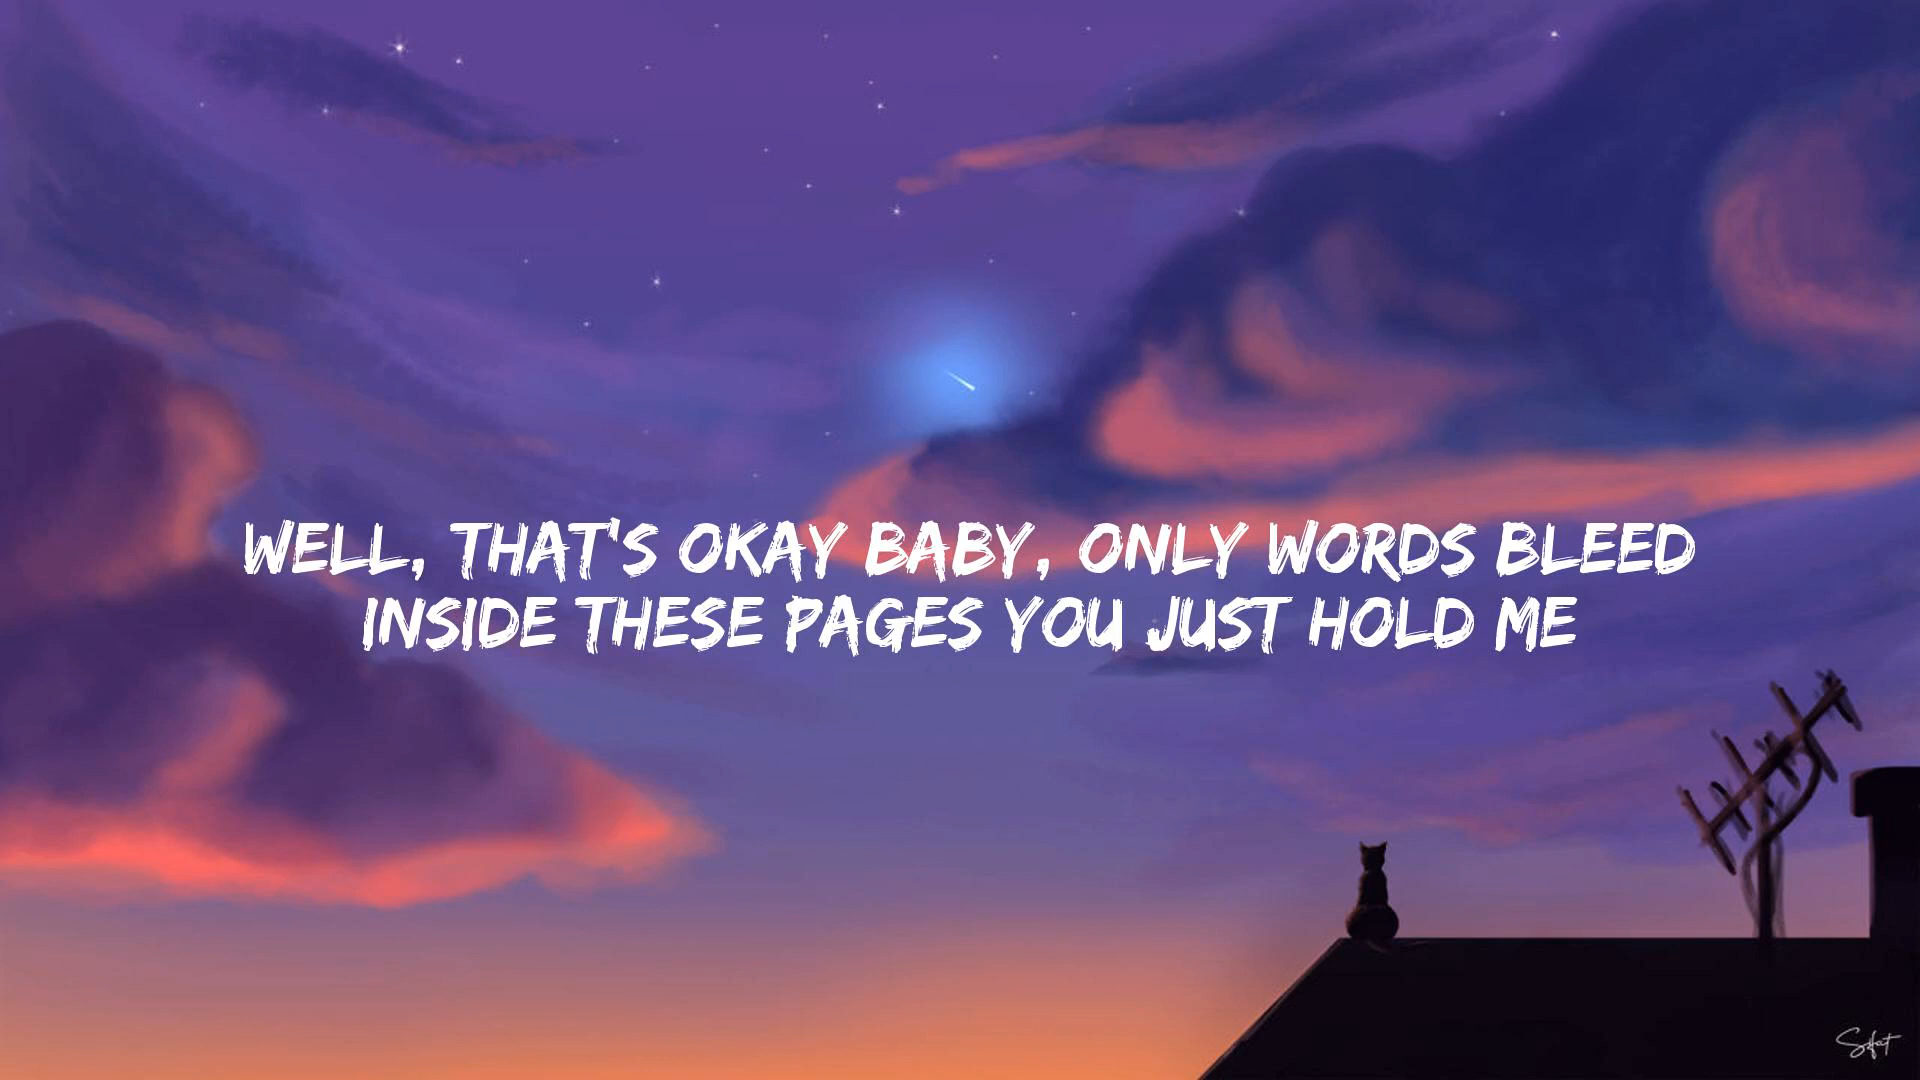 WELL, THAT'S OKAY BABY, ONLY WORDS BLEED
INSIDE THESE PAGES YOU JUST HOLD ME